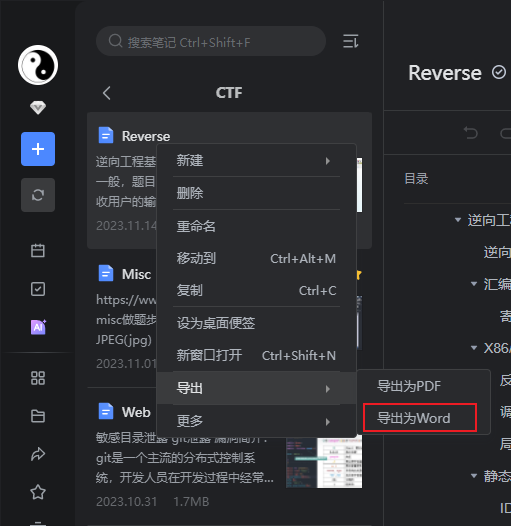 搜索笔记 Ctrl+Shift+F
CTF
Reverse
逆向工程基
一般，题目
收用户的输
2023.11.14
Misc
https://ww
misc做题步
JPEG(jpg)
2023.11.01
Web
敏感目录泄露 git泄露 漏洞简介：
git是一个主流的分布式控制系
统，开发人员在开发过程中经常...
2023.10.31 1.7MB
AI
新建
删除
重命名
移动到 Ctrl+Alt+M
复制 Ctrl+C
设为桌面便签
新窗口打开 Ctrl+Shift+N
导出
更多
导出为PDF
导出为Word
Reverse
目录
逆向工程
逆向
汇编
寄
X86/
反
调
局
静态
ID